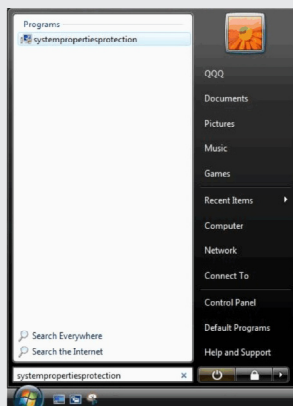 Programs
systempropertiesprotection
Search Everywhere
Search the Internet
systempropertiesprotection
QQQ
Documents
Pictures
Music
Games
Recent Items
Computer
Network
Connect To
Control Panel
Default Programs
Help and Support